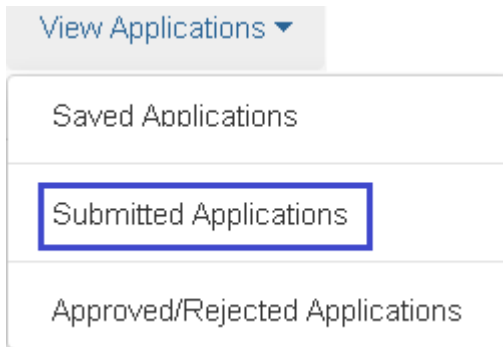 View Applications
Saved Applications
Submitted Applications
Approved/Rejected Applications